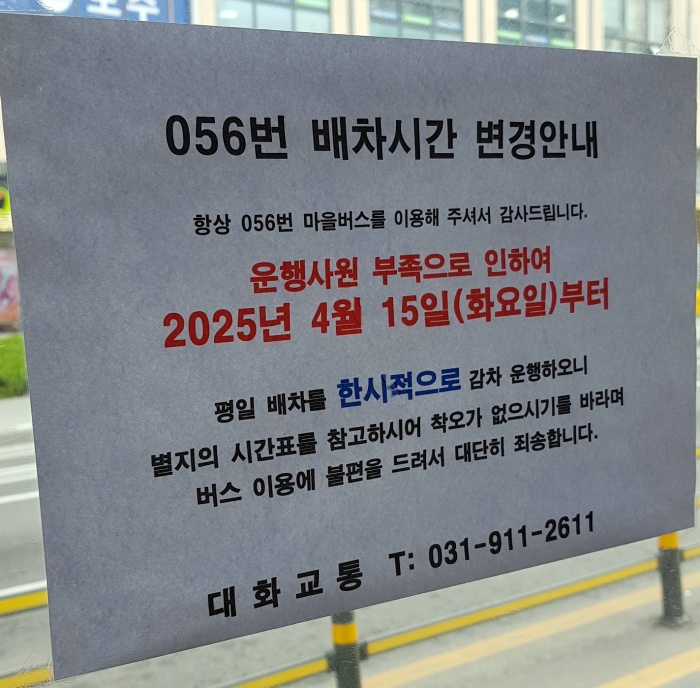 056번 배차시간 변경안내
항상 056번 마을버스를 이용해 주셔서 감사드립니다.
운행사원 부족으로 인하여
2025년 4월 15일(화요일)부터
평일 배차를 한시적으로 감차 운행하오니
별지의 시간표를 참고하시어 착오가 없으시기를 바라며
버스 이용에 불편을 드려서 대단히 죄송합니다.
대화교통 T: 031-911-2611